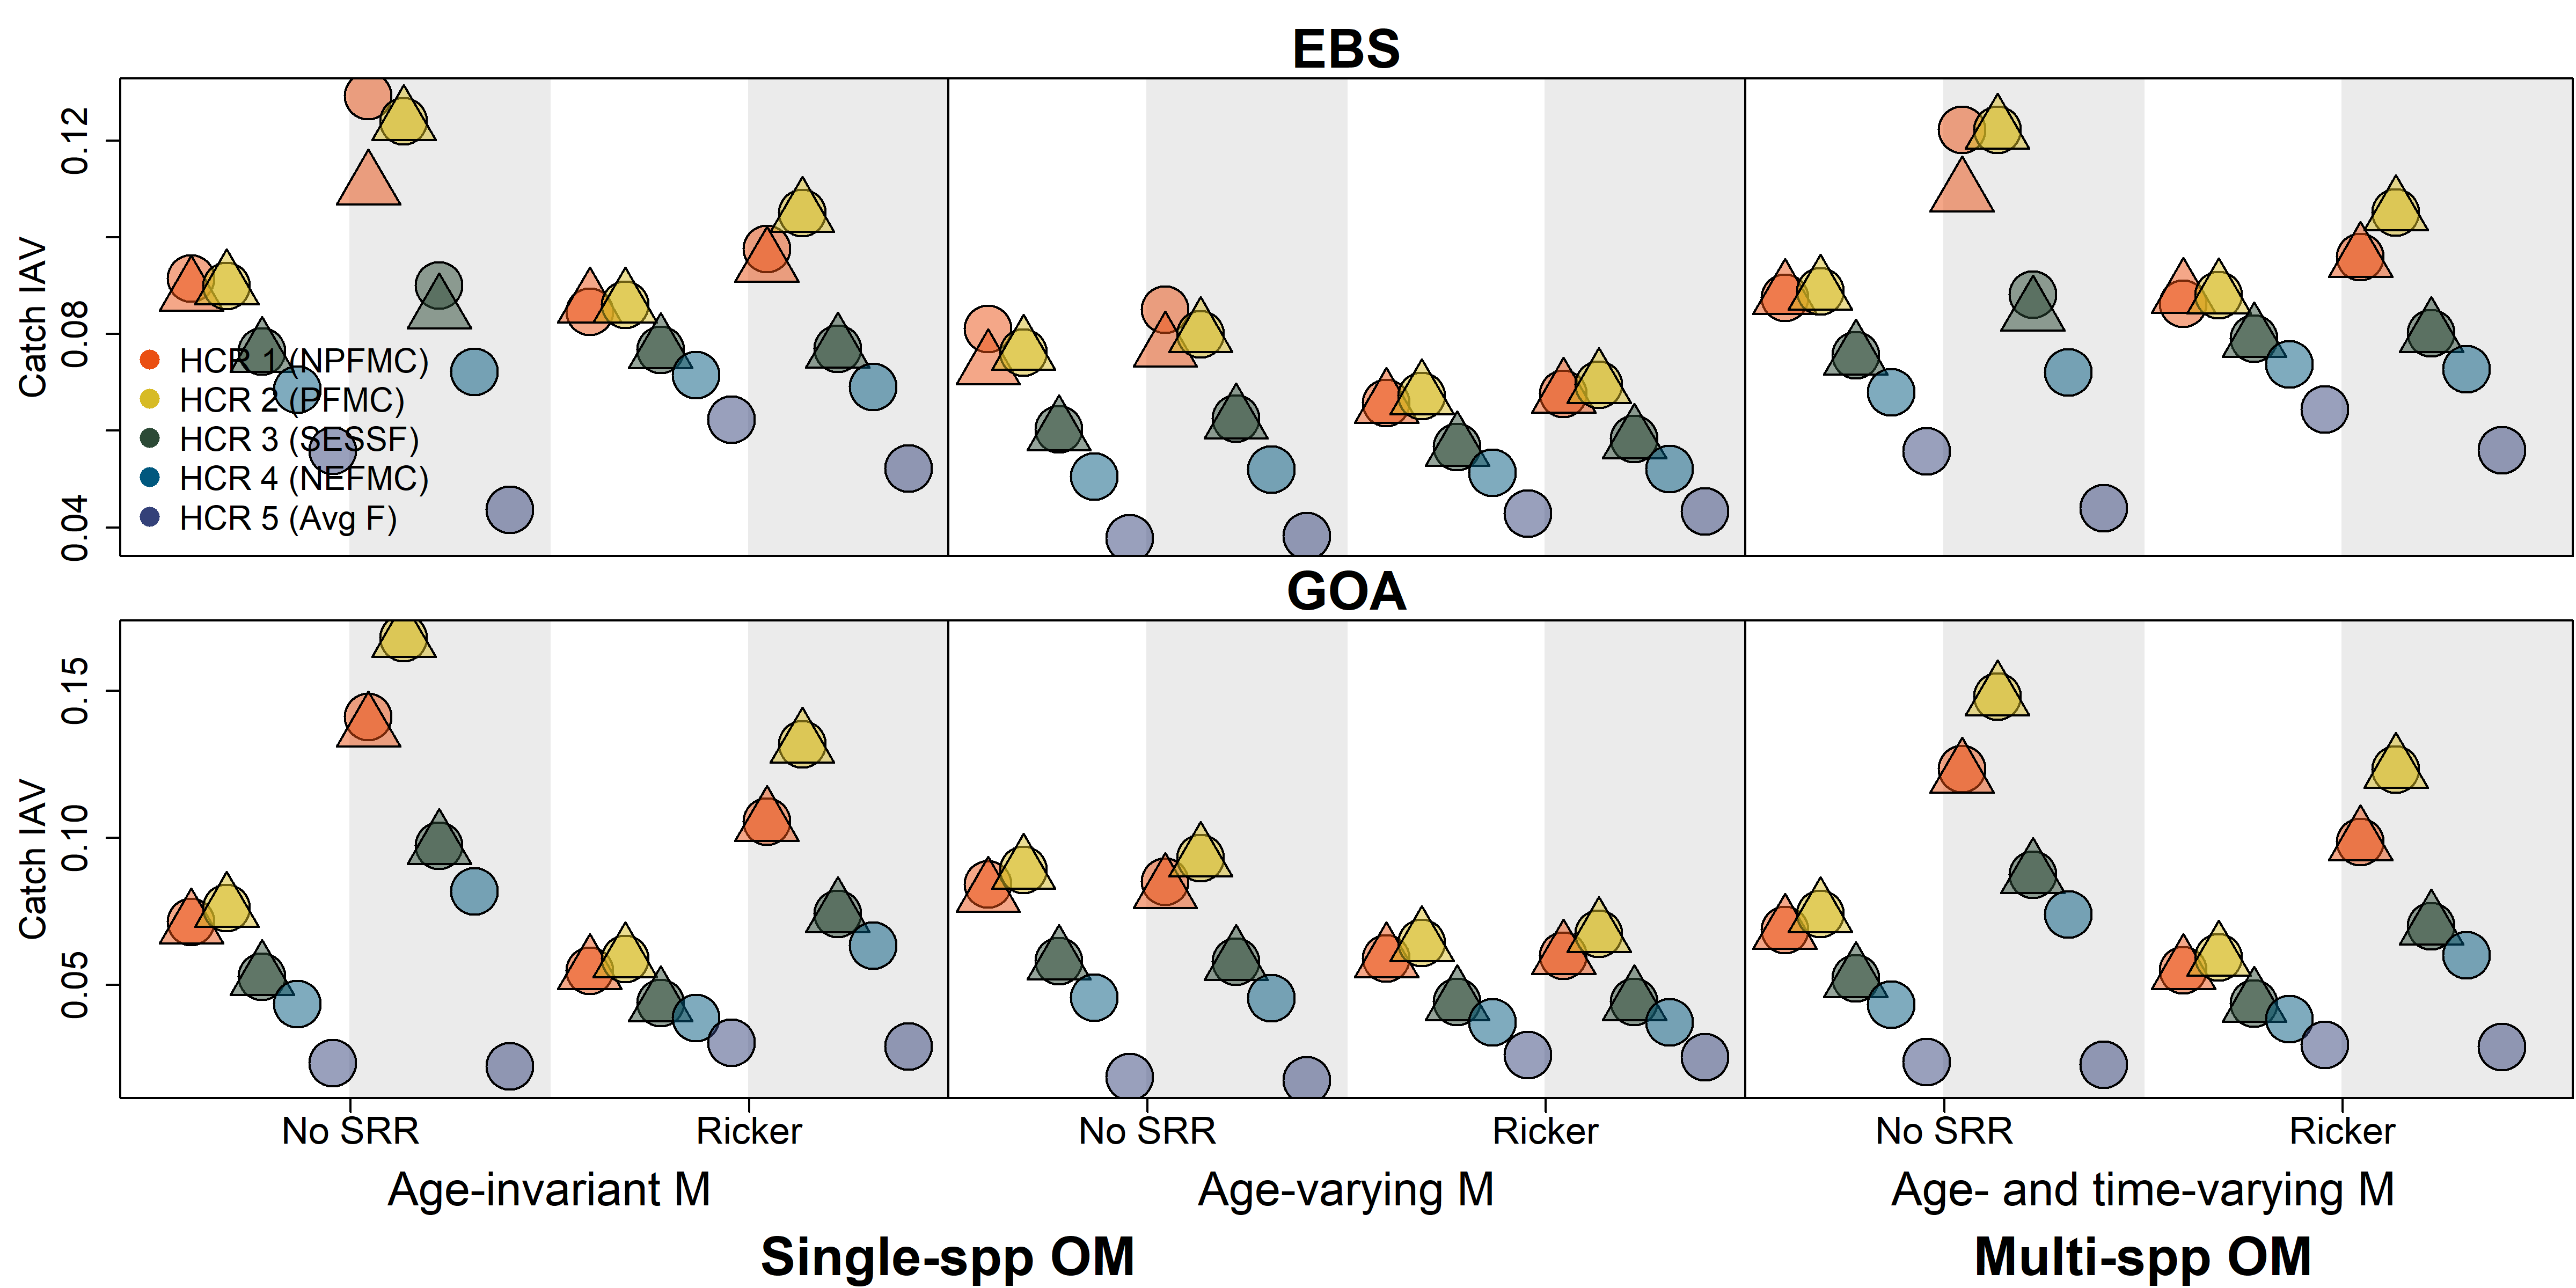 EBS
Catch IAV
0.12
0.08
0.04
HCR 1 (NPFMC)
HCR 2 (PFMC)
HCR 3 (SESSF)
HCR 4 (NEFMC)
HCR 5 (Avg F)
GOA
Catch IAV
0.15
0.10
0.05
No SRR Ricker No SRR Ricker No SRR Ricker
Age-invariant M Age-varying M Age- and time-varying M
Single-spp OM Multi-spp OM